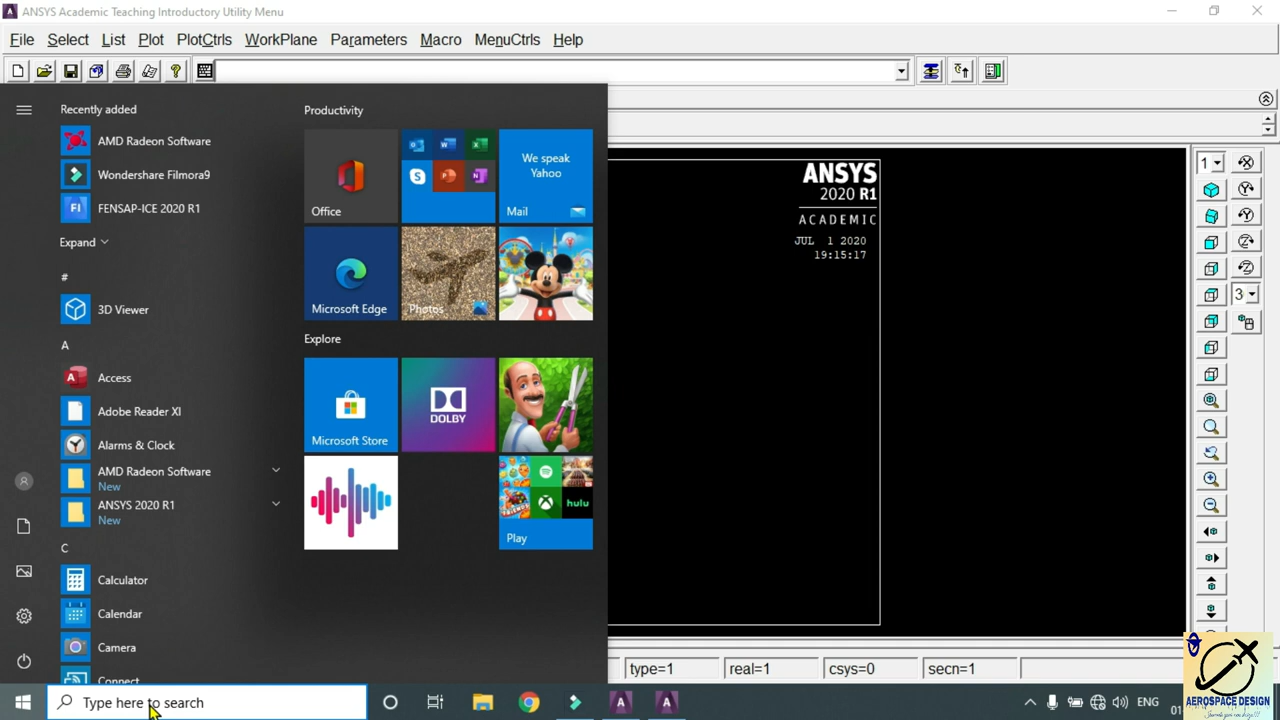 ANSYS Academic Teaching Introductory Utility Menu
File Select List Plot PlotCtrls WorkPlane Parameters Macro MenuCtrls Help
Recently added
AMD Radeon Software
Wondershare Filmora9
FENSAP-ICE 2020 R1
Expand
#
3D Viewer
A
Access
Adobe Reader XI
Alarms & Clock
AMD Radeon Software
New
ANSYS 2020 R1
New
C
Calculator
Calendar
Camera
Connect
Productivity
Office
We speak
Yahoo
Mail
Microsoft Edge
Photos
Explore
Microsoft Store
DOLBY
hulu
Play
ANSYS
2020 R1
ACADEMIC
JUL 1 2020
19:15:17
1
3
type=1 real=1 csys=0 secn=1
Type here to search
ENG
AEROSPACE DESIGN